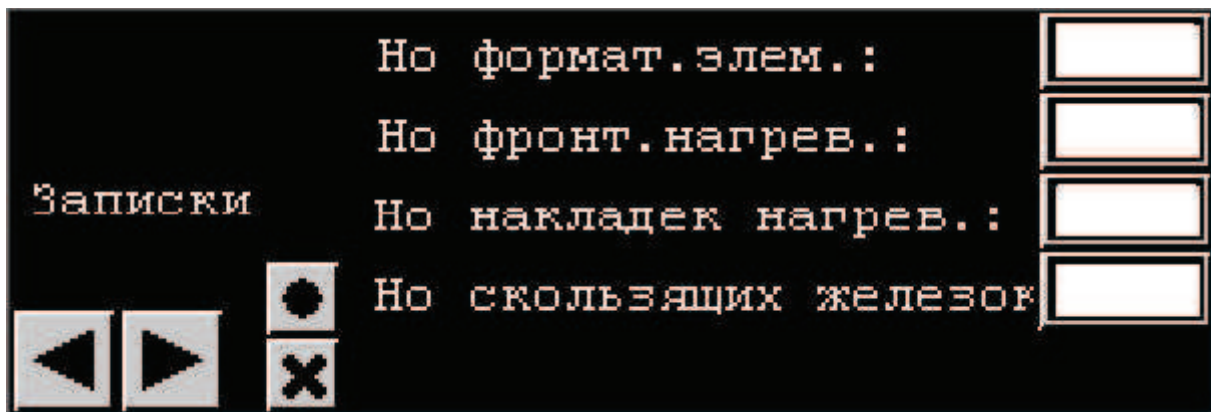 Но формат.элем.:
Но фронт.нагрев.:
Записки
Но накладек нагрев.:
Но скользящих железок